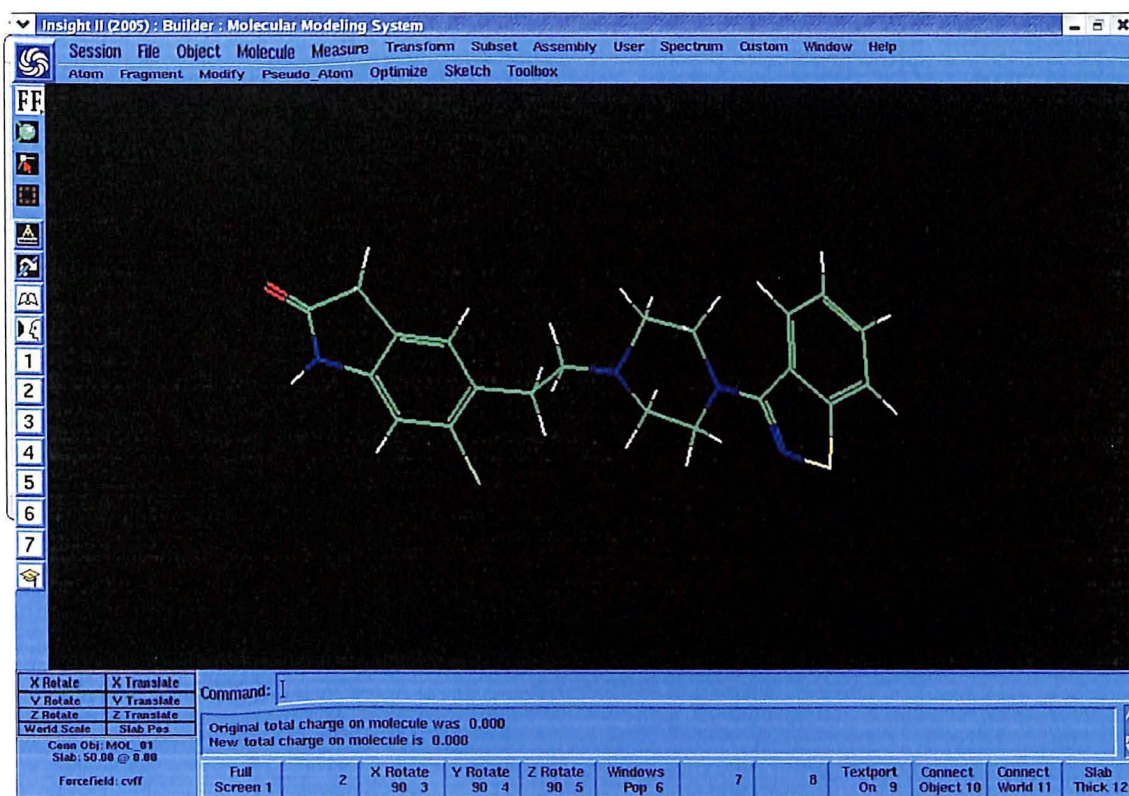 Insight II (2005) : Builder : Molecular Modeling System
Session File Object Molecule Measure Transform Subset Assembly User Spectrum Custom Window Help
Atom Fragment Modify Pseudo_Atom Optimize Sketch Toolbox
FF
1
2
3
4
5
6
7
X Rotate X Translate
Y Rotate Y Translate
Z Rotate Z Translate
World Scale Slab Pos
Conn Obj: MOL_01
Slab: 50.00 @ 0.00
Forcefield: cvff
Command:
Original total charge on molecule was 0.000
New total charge on molecule is 0.000
Full Screen 1
2
X Rotate 90 3
Y Rotate 90 4
Z Rotate 90 5
Windows Pop 6
7
8
Textport On 9
Connect Object 10
Connect World 11
Slab Thick 12